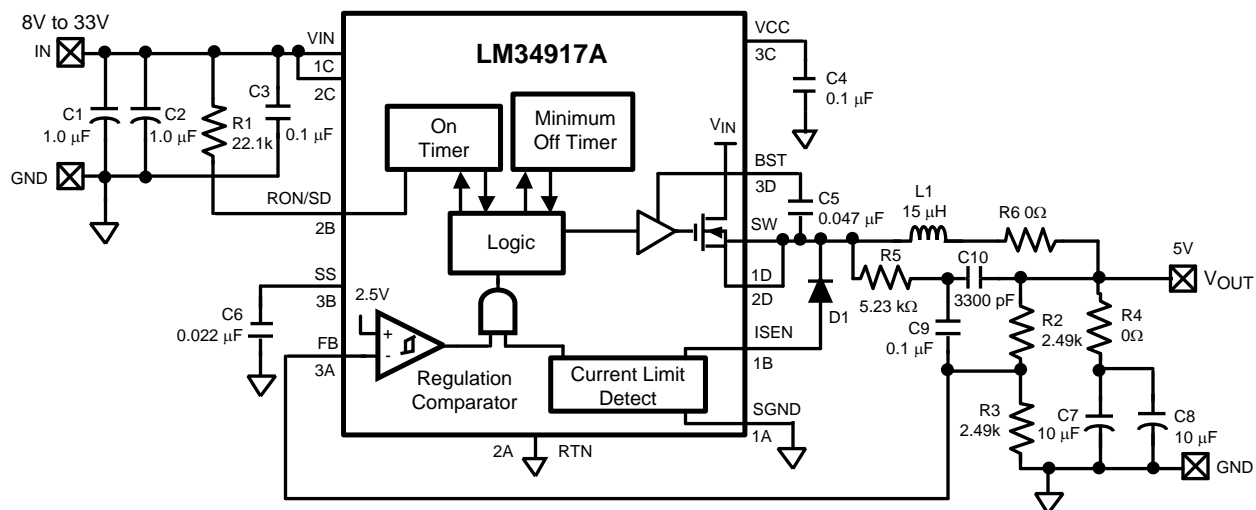 8V to 33V
IN
C1
1.0 μF
C2
1.0 μF
R1
22.1k
C3
0.1 μF
GND
VIN
1C
2C
RON/SD
2B
SS
3B
C6
0.022 μF
FB
3A
LM34917A
On
Timer
Minimum
Off Timer
Logic
2.5V
+
-
Regulation
Comparator
Current Limit
Detect
VIN
2A
RTN
VCC
3C
C4
0.1 μF
BST
3D
C5
0.047 μF
SW
1D
2D
D1
ISEN
1B
SGND
1A
L1
15 μH
R6 0Ω
R5
5.23 kΩ
C10
3300 pF
C9
0.1 μF
R2
2.49k
R3
2.49k
R4
0Ω
C7
10 μF
C8
10 μF
5V
VOUT
GND